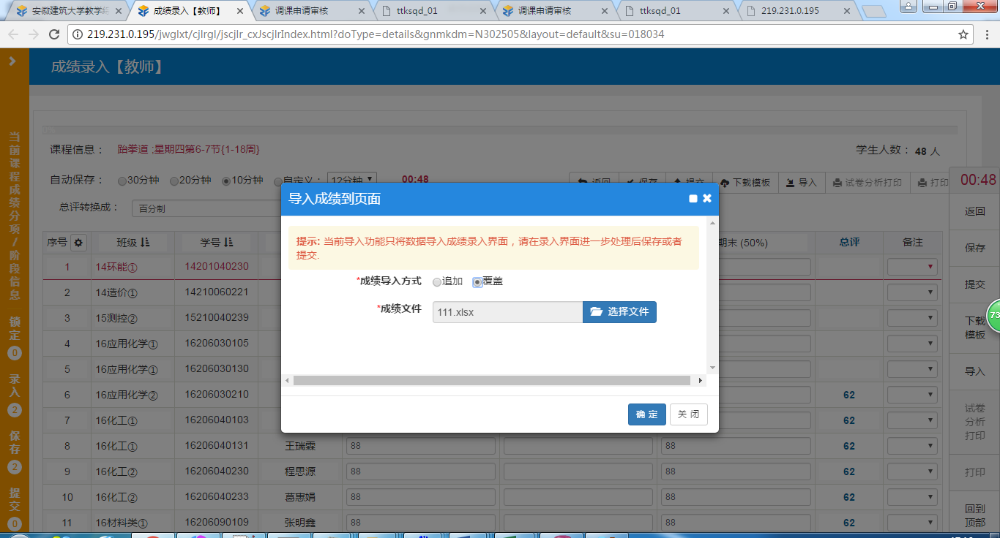 安徽建筑大学教学综
成绩录入【教师】
调课申请审核
ttksqd_01
调课申请审核
ttksqd_01
219.231.0.195
219.231.0.195/jwglxt/cjlrgl/jscjlr_cxJscjlrIndex.html?doType=details&gnmkdm=N302505&layout=default&su=018034
成绩录入【教师】
当前课程成绩分项/阶段信息
锁定
0
录入
2
保存
2
提交
0
课程信息： 跆拳道 ;星期四第6-7节{1-18周}
学生人数： 48 人
自动保存： 30分钟 20分钟 10分钟 自定义： 12分钟 00:48
返回 保存 提交 下载模板 导入 试卷分析打印 打印
总评转换成： 百分制
序号 班级 学号 期末 (50%) 总评 备注
1 14环能① 14201040230
2 14造价① 14210060221
3 15测控② 15210040239
4 16应用化学① 16206030105
5 16应用化学① 16206030130
6 16应用化学② 16206030210 62
7 16化工① 16206040103 62
8 16化工① 16206040131 王瑞霖 88 88 62
9 16化工② 16206040230 程思源 88 88 62
10 16化工② 16206040233 葛惠娟 88 88 62
11 16材料类① 16206090109 张明鑫 88 88 62
导入成绩到页面
提示: 当前导入功能只将数据导入成绩录入界面，请在录入界面进一步处理后保存或者
提交.
*成绩导入方式 追加 覆盖
*成绩文件 111.xlsx 选择文件
确 定 关 闭
00:48
返回
保存
提交
下载
模板
73
导入
试卷
分析
打印
打印
回到
顶部